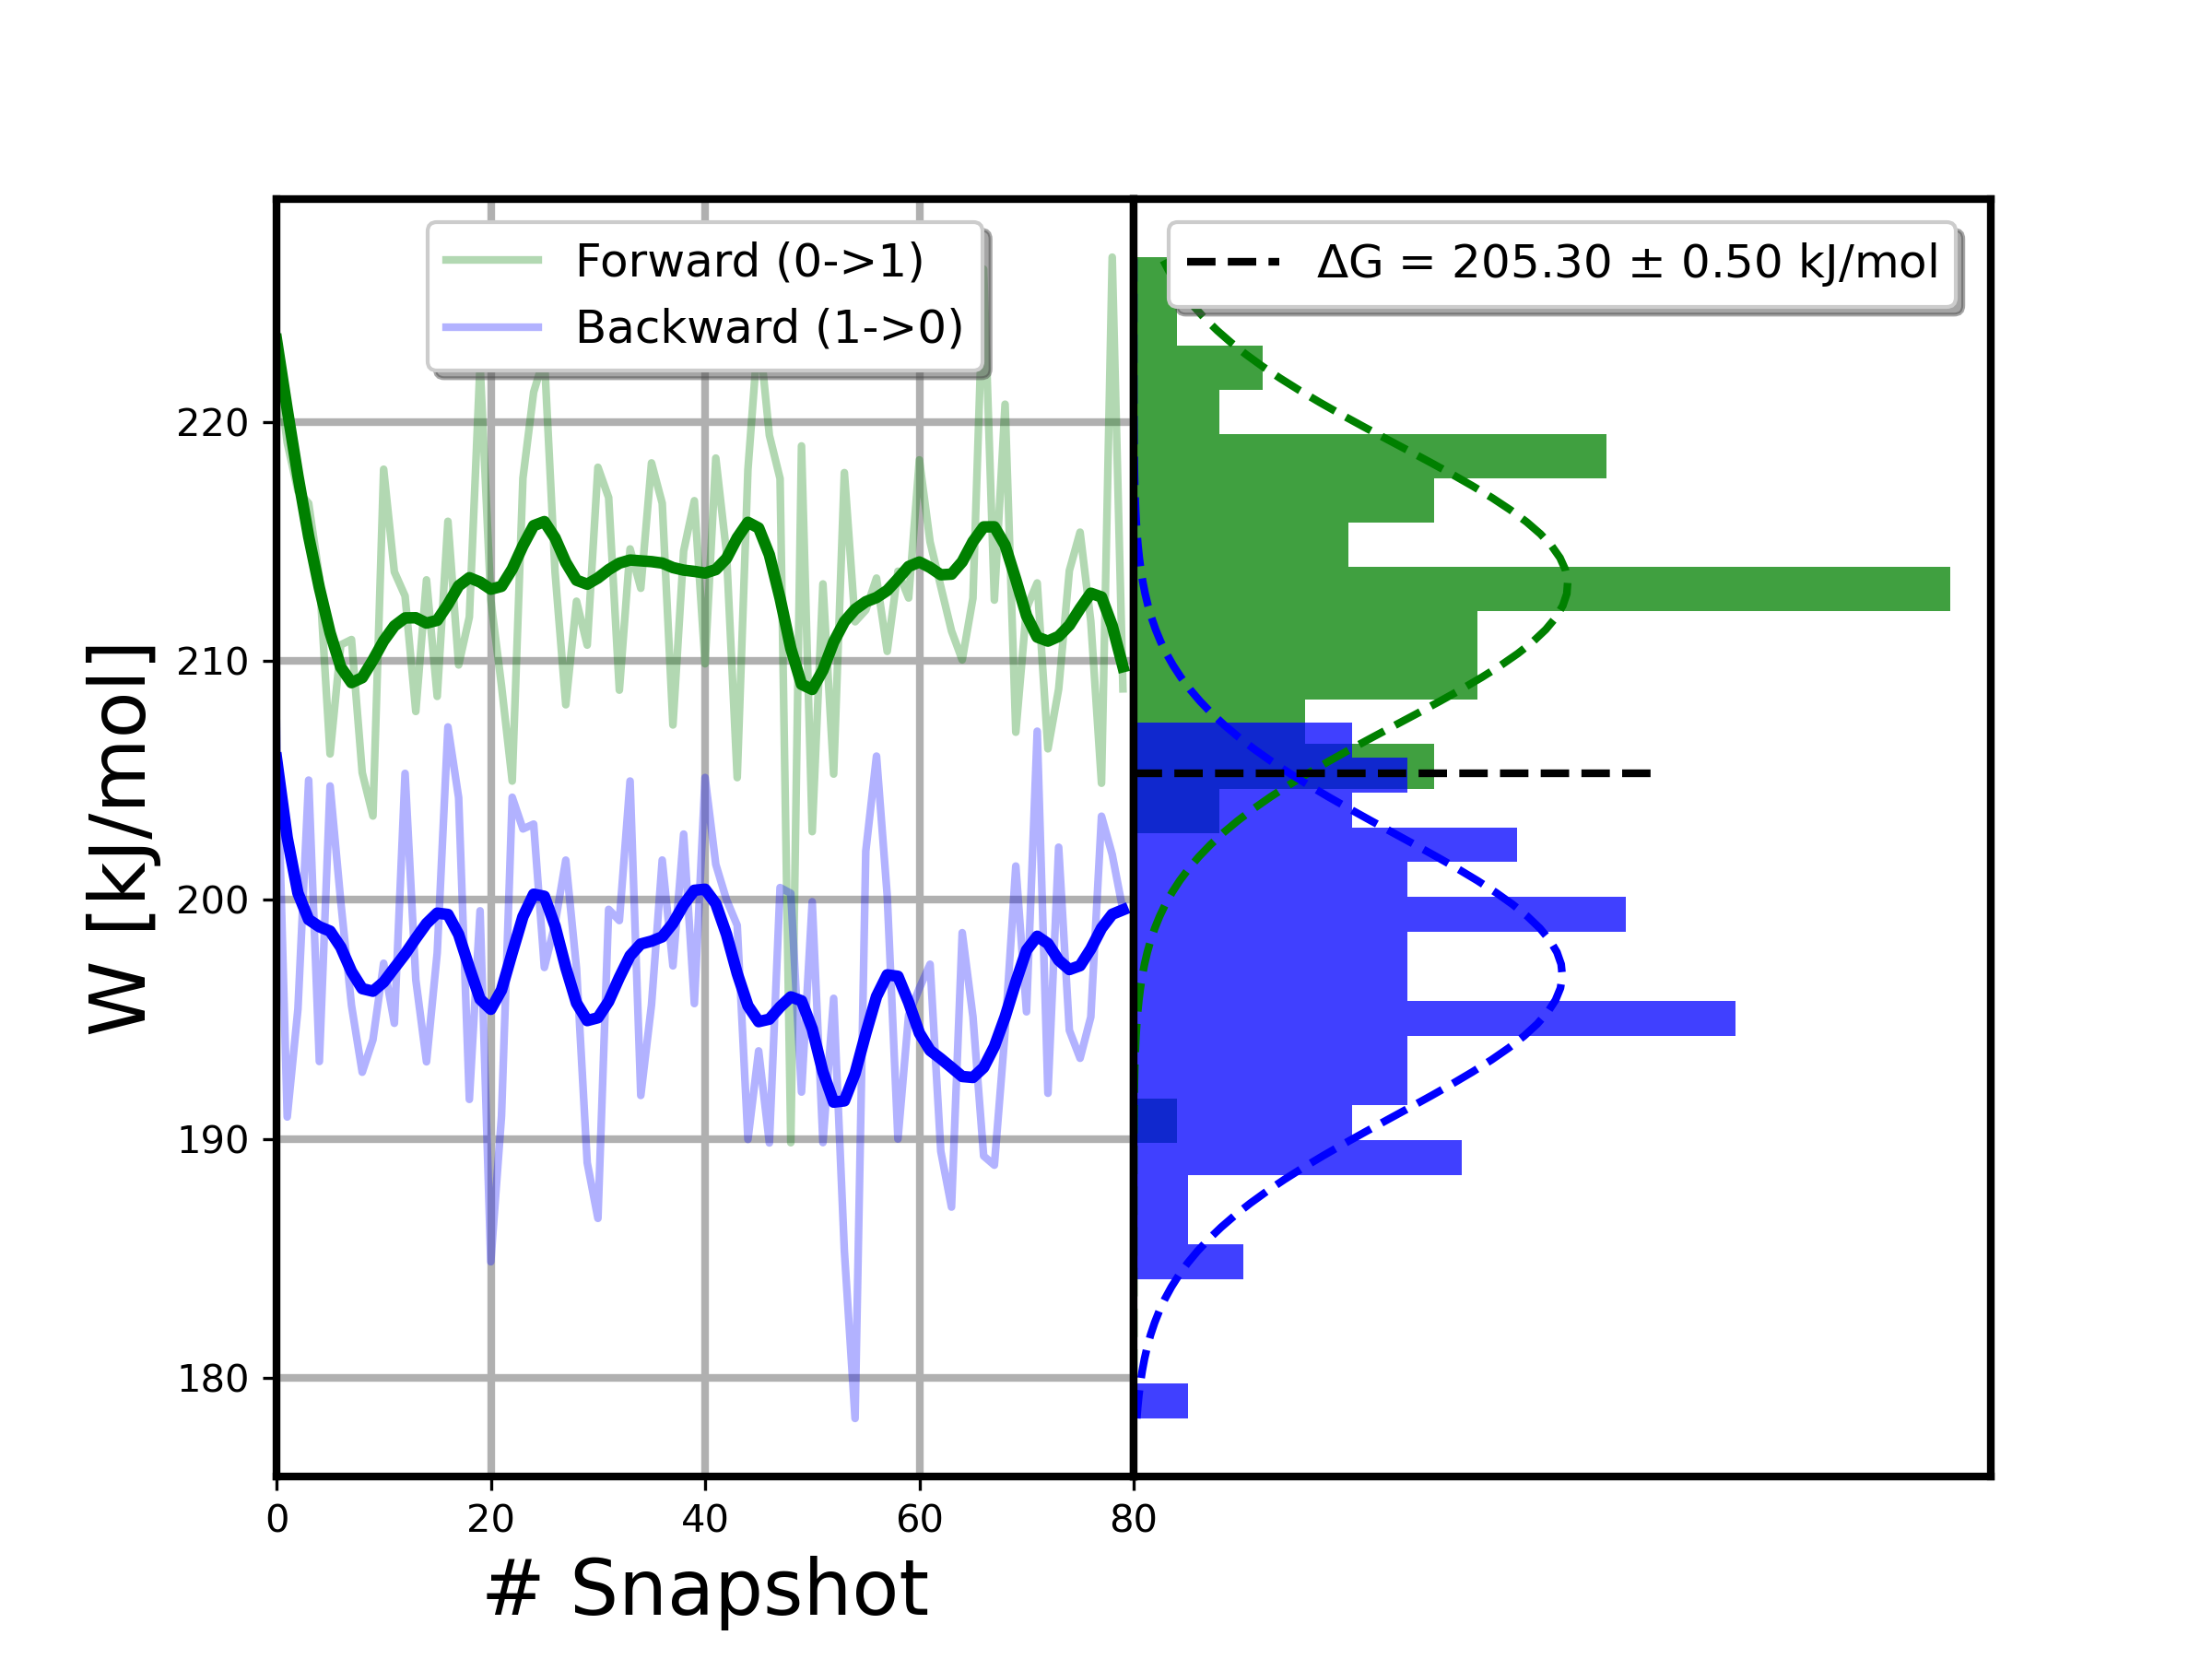 Forward (0->1)
Backward (1->0)
ΔG = 205.30 ± 0.50 kJ/mol
W [kJ/mol]
220
210
200
190
180
0 20 40 60 80
# Snapshot